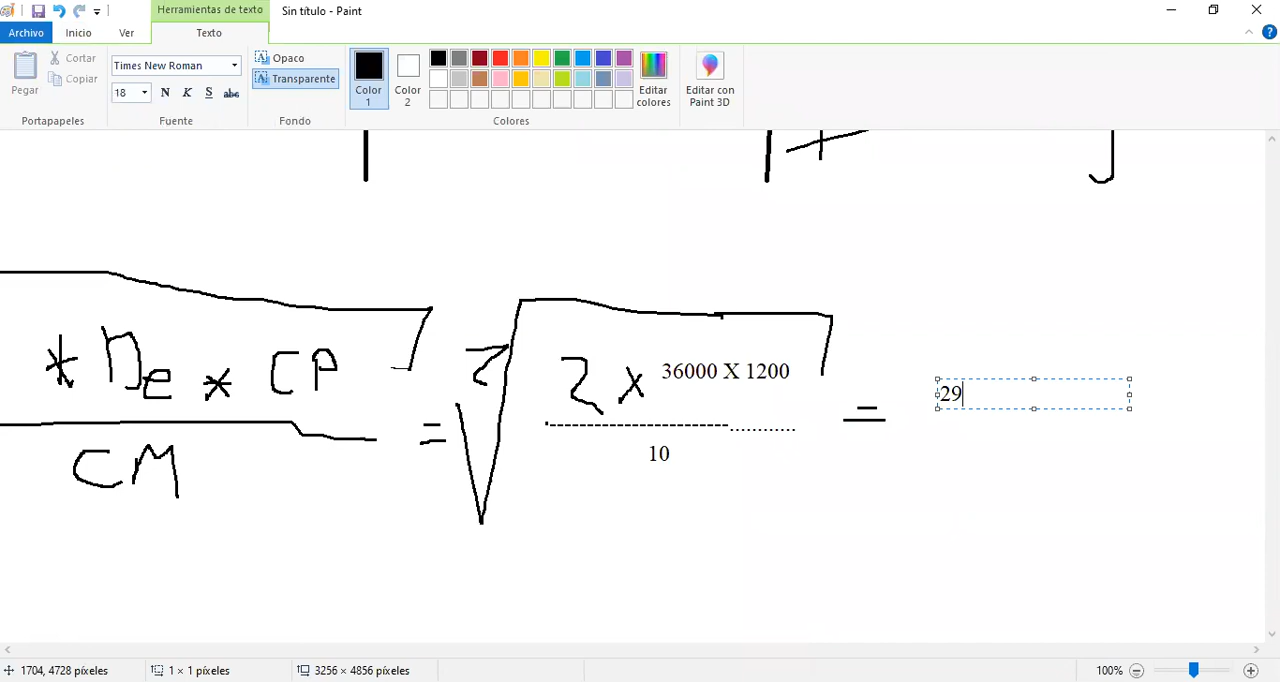 Herramientas de texto
Sin título - Paint
Archivo
Inicio
Ver
Texto
Pegar
Cortar
Copiar
Portapapeles
Times New Roman
18
N K S abc
Fuente
Opaco
Transparente
Fondo
Color 1
Color 2
Editar colores
Colores
Editar con Paint 3D
* De * CP
CM
=
2
2 x 36000 X 1200
10
=
29
1704, 4728 píxeles
1 × 1 píxeles
3256 × 4856 píxeles
100%